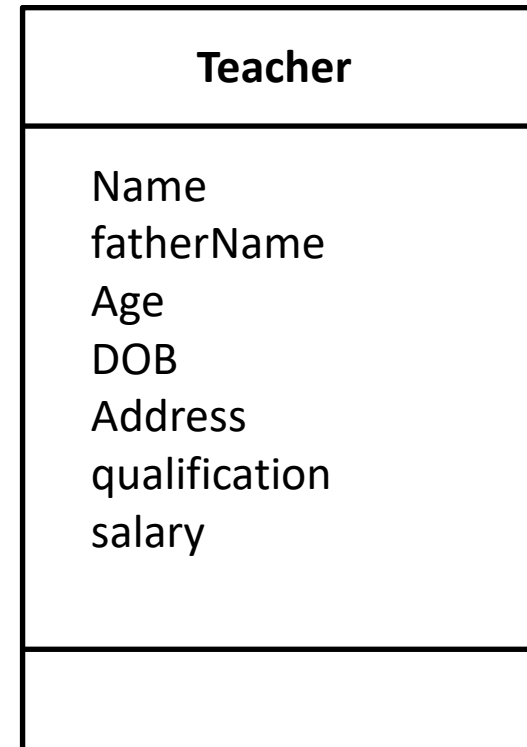 Teacher
Name
fatherName
Age
DOB
Address
qualification
salary